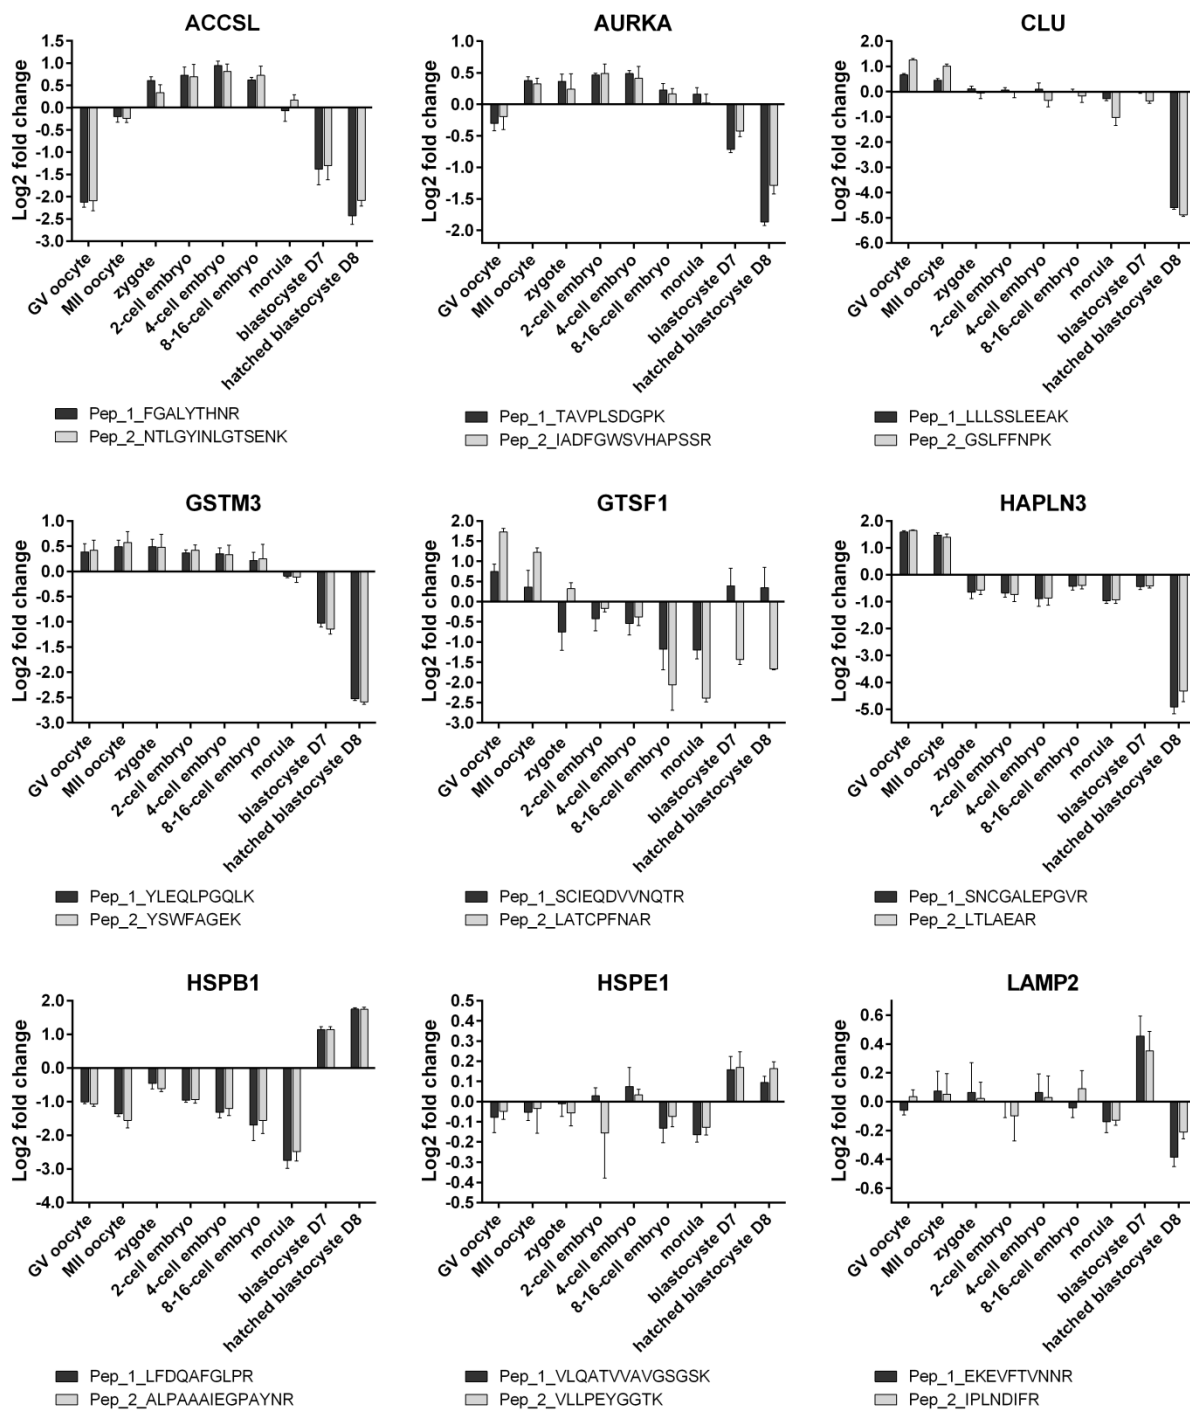 ACCSL
Log2 fold change
1.5
1.0
0.5
0.0
-0.5
-1.0
-1.5
-2.0
-2.5
-3.0
GV oocyte
MII oocyte
zygote
2-cell embryo
4-cell embryo
8-16-cell embryo
morula
blastocyste D7
hatched blastocyste D8
Pep_1_FGALYTHNR
Pep_2_NTLGYINLGTSENK
AURKA
Log2 fold change
1.0
0.5
0.0
-0.5
-1.0
-1.5
-2.0
GV oocyte
MII oocyte
zygote
2-cell embryo
4-cell embryo
8-16-cell embryo
morula
blastocyste D7
hatched blastocyste D8
Pep_1_TAVPLSDGPK
Pep_2_IADFGWSVHAPSSR
CLU
Log2 fold change
2.0
1.0
0.0
-1.0
-2.0
-3.0
-4.0
-5.0
-6.0
GV oocyte
MII oocyte
zygote
2-cell embryo
4-cell embryo
8-16-cell embryo
morula
blastocyste D7
hatched blastocyste D8
Pep_1_LLLSSLEEAK
Pep_2_GSLFFNPK
GSTM3
Log2 fold change
1.0
0.5
0.0
-0.5
-1.0
-1.5
-2.0
-2.5
-3.0
GV oocyte
MII oocyte
zygote
2-cell embryo
4-cell embryo
8-16-cell embryo
morula
blastocyste D7
hatched blastocyste D8
Pep_1_YLEQLPGQLK
Pep_2_YSWFAGEK
GTSF1
Log2 fold change
2.0
1.5
1.0
0.5
0.0
-0.5
-1.0
-1.5
-2.0
-2.5
-3.0
GV oocyte
MII oocyte
zygote
2-cell embryo
4-cell embryo
8-16-cell embryo
morula
blastocyste D7
hatched blastocyste D8
Pep_1_SCIEQDVVNQTR
Pep_2_LATCPFNAR
HAPLN3
Log2 fold change
2.0
1.0
0.0
-1.0
-2.0
-3.0
-4.0
-5.0
GV oocyte
MII oocyte
zygote
2-cell embryo
4-cell embryo
8-16-cell embryo
morula
blastocyste D7
hatched blastocyste D8
Pep_1_SNCGALEPGVR
Pep_2_LTLAEAR
HSPB1
Log2 fold change
2.0
1.0
0.0
-1.0
-2.0
-3.0
-4.0
GV oocyte
MII oocyte
zygote
2-cell embryo
4-cell embryo
8-16-cell embryo
morula
blastocyste D7
hatched blastocyste D8
Pep_1_LFDQAFGLPR
Pep_2_ALPAAAIEGPAYNR
HSPE1
Log2 fold change
0.5
0.4
0.3
0.2
0.1
0.0
-0.1
-0.2
-0.3
-0.4
-0.5
GV oocyte
MII oocyte
zygote
2-cell embryo
4-cell embryo
8-16-cell embryo
morula
blastocyste D7
hatched blastocyste D8
Pep_1_VLQATVVAVGSGSK
Pep_2_VLLPEYGGTK
LAMP2
Log2 fold change
0.6
0.4
0.2
0.0
-0.2
-0.4
-0.6
GV oocyte
MII oocyte
zygote
2-cell embryo
4-cell embryo
8-16-cell embryo
morula
blastocyste D7
hatched blastocyste D8
Pep_1_EKEVFTVNNR
Pep_2_IPLNDIFR